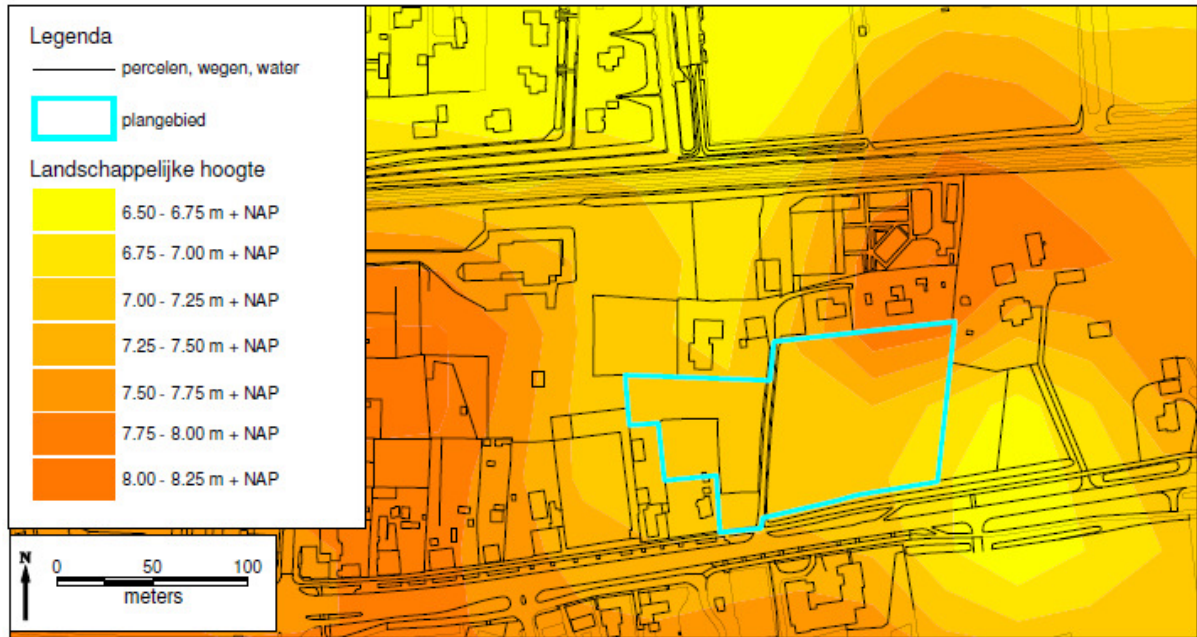 Legenda
percelen, wegen, water
plangebied
Landschappelijke hoogte
6.50 - 6.75 m + NAP
6.75 - 7.00 m + NAP
7.00 - 7.25 m + NAP
7.25 - 7.50 m + NAP
7.50 - 7.75 m + NAP
7.75 - 8.00 m + NAP
8.00 - 8.25 m + NAP
N
0 50 100
meters